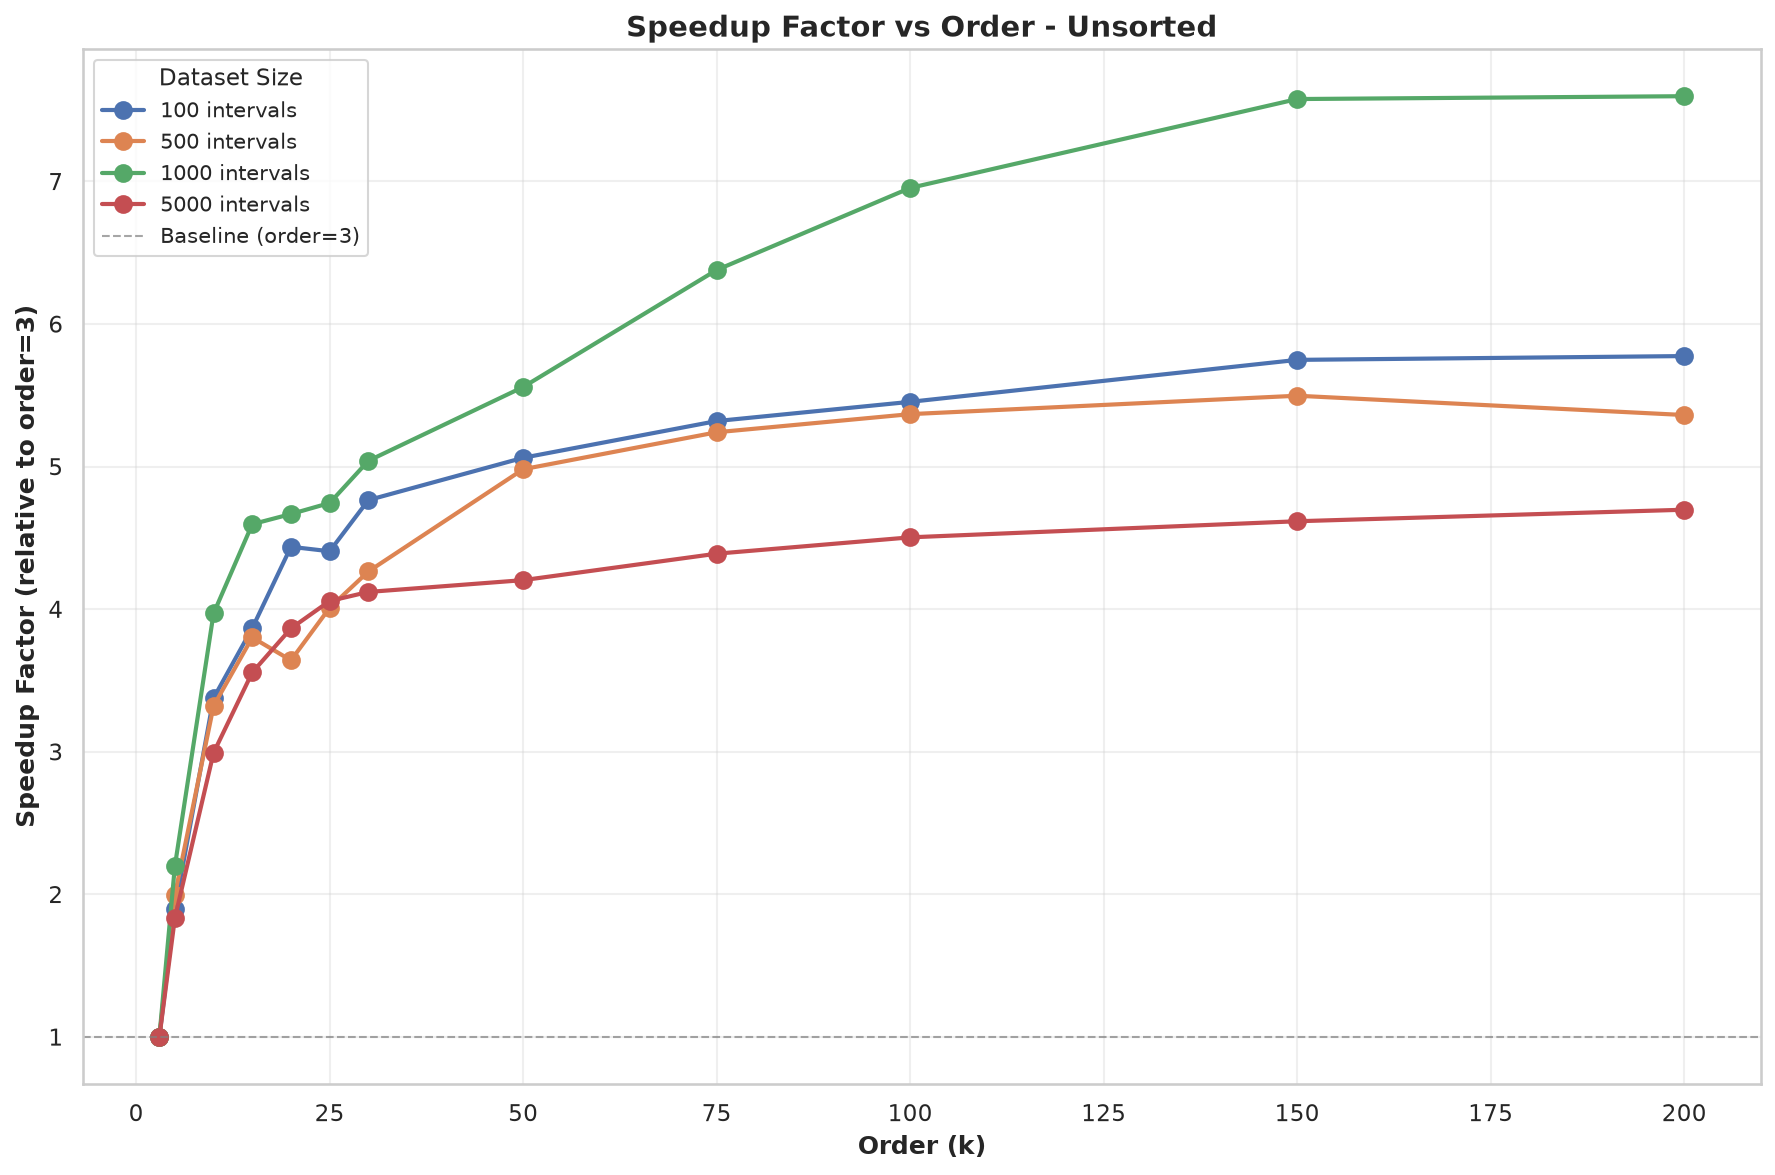 Speedup Factor vs Order - Unsorted
Dataset Size
100 intervals
500 intervals
1000 intervals
5000 intervals
Baseline (order=3)
Speedup Factor (relative to order=3)
7
6
5
4
3
2
1
0 25 50 75 100 125 150 175 200
Order (k)